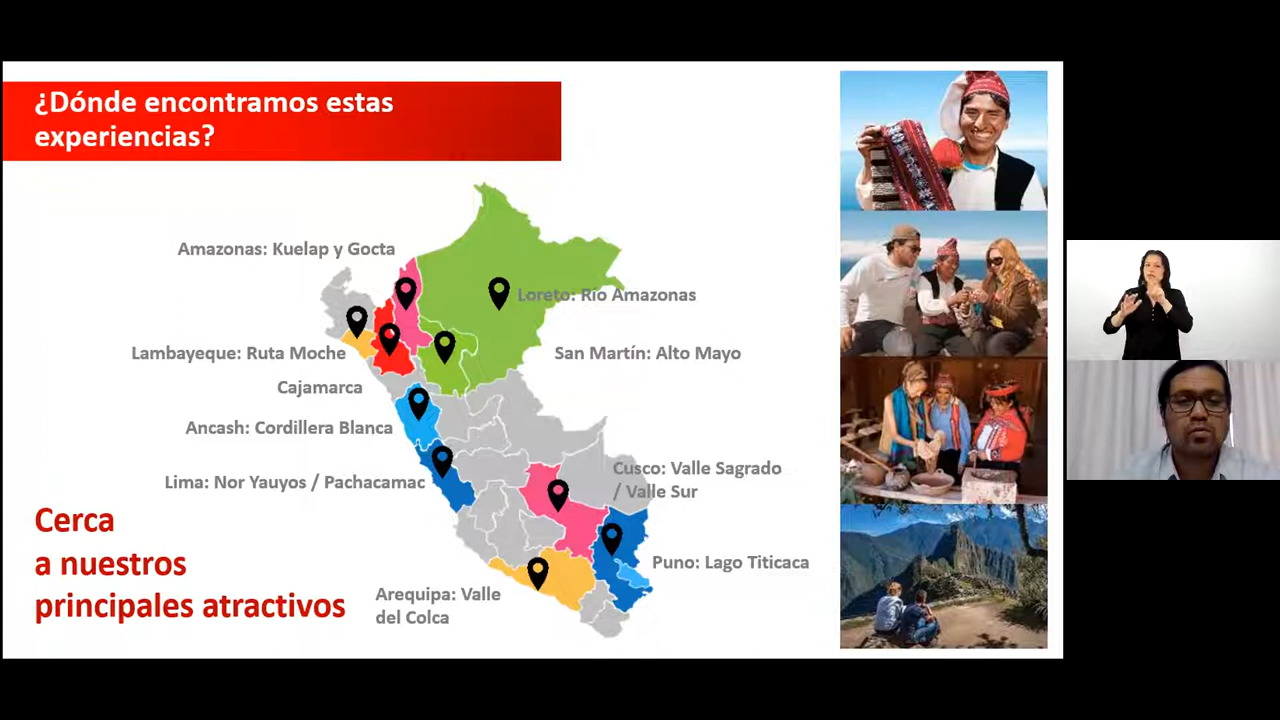 ¿Dónde encontramos estas
experiencias?
Amazonas: Kuelap y Gocta
Loreto: Río Amazonas
Lambayeque: Ruta Moche
San Martín: Alto Mayo
Cajamarca
Ancash: Cordillera Blanca
Lima: Nor Yauyos / Pachacamac
Cusco: Valle Sagrado
/ Valle Sur
Cerca
a nuestros
principales atractivos
Puno: Lago Titicaca
Arequipa: Valle
del Colca